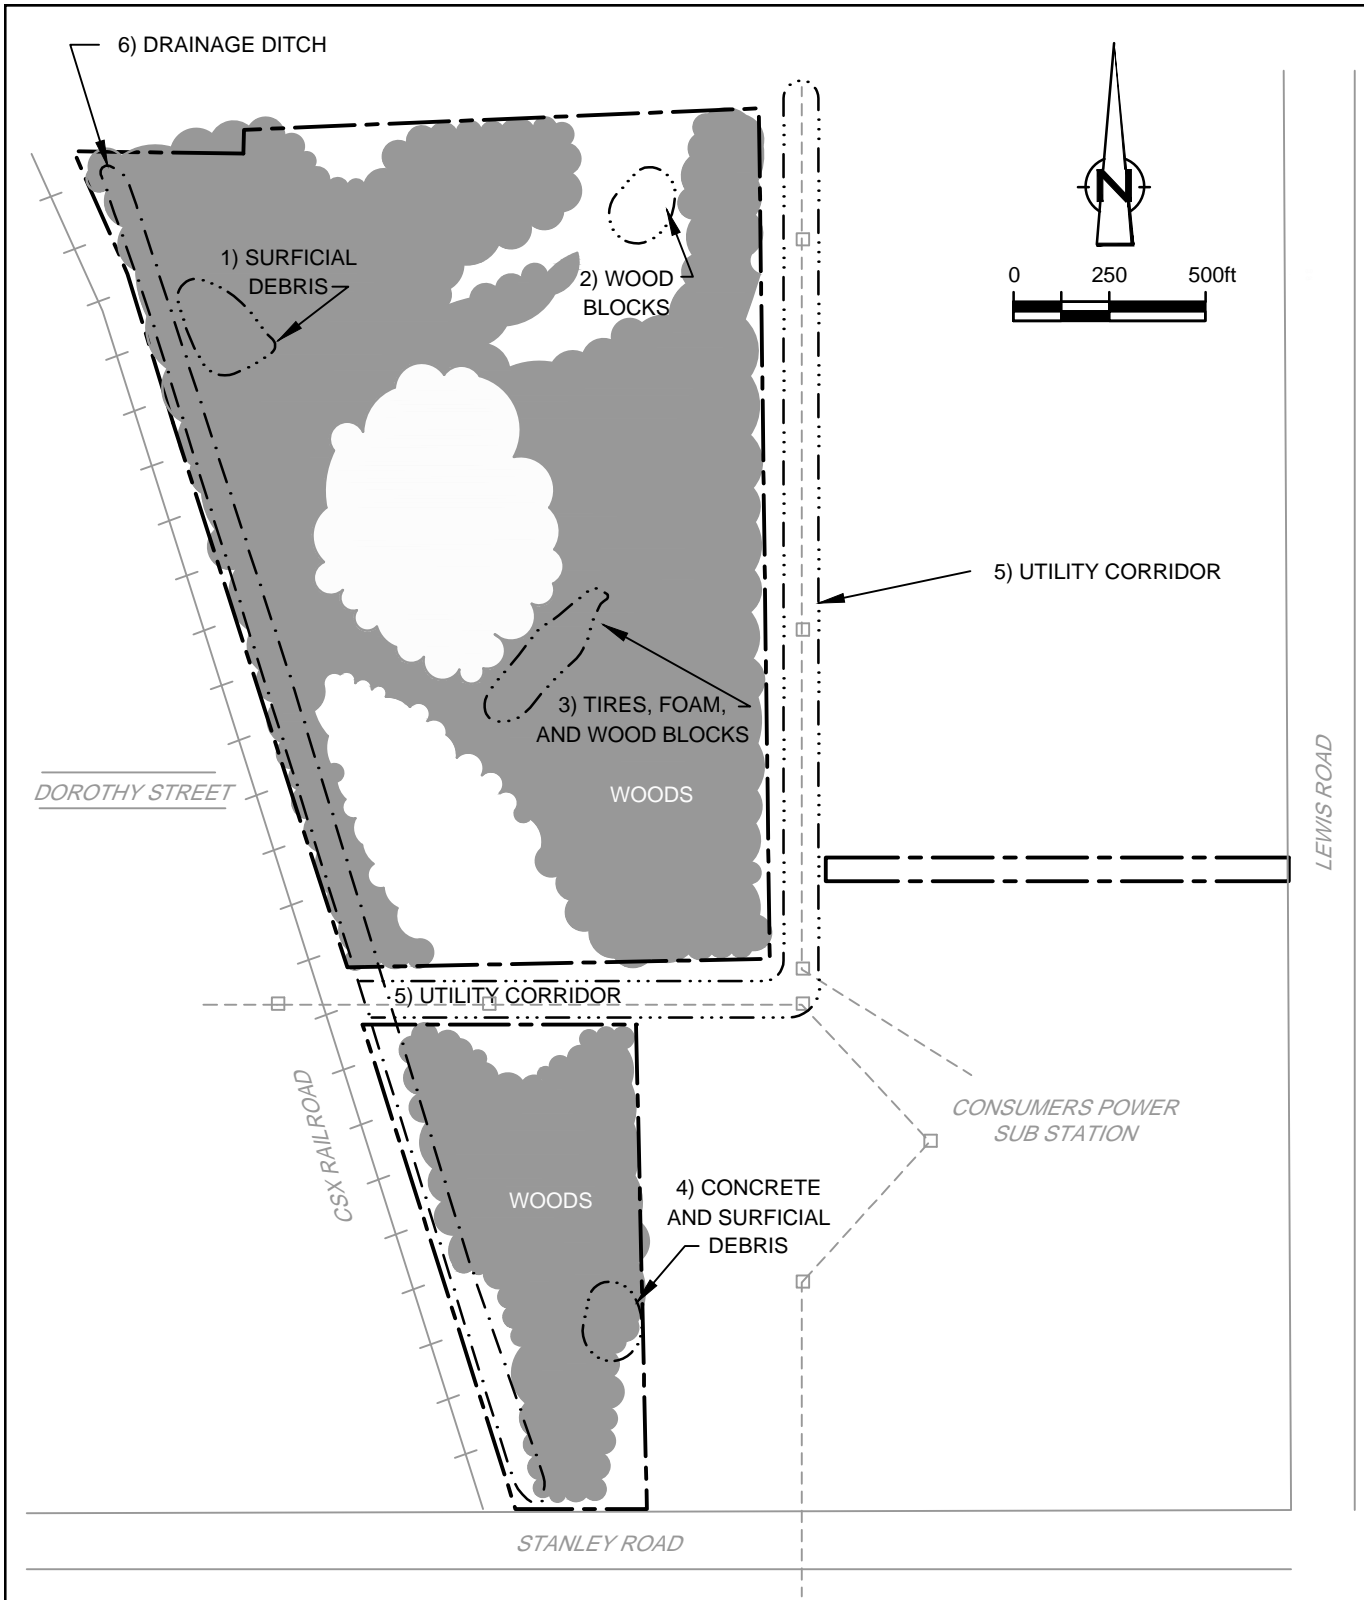 6) DRAINAGE DITCH
N
1) SURFICIAL
DEBRIS
2) WOOD
BLOCKS
0 250 500ft
5) UTILITY CORRIDOR
3) TIRES, FOAM,
AND WOOD BLOCKS
WOODS
DOROTHY STREET
LEWIS ROAD
5) UTILITY CORRIDOR
CSX RAILROAD
CONSUMERS POWER
SUB STATION
WOODS
4) CONCRETE
AND SURFICIAL
DEBRIS
STANLEY ROAD